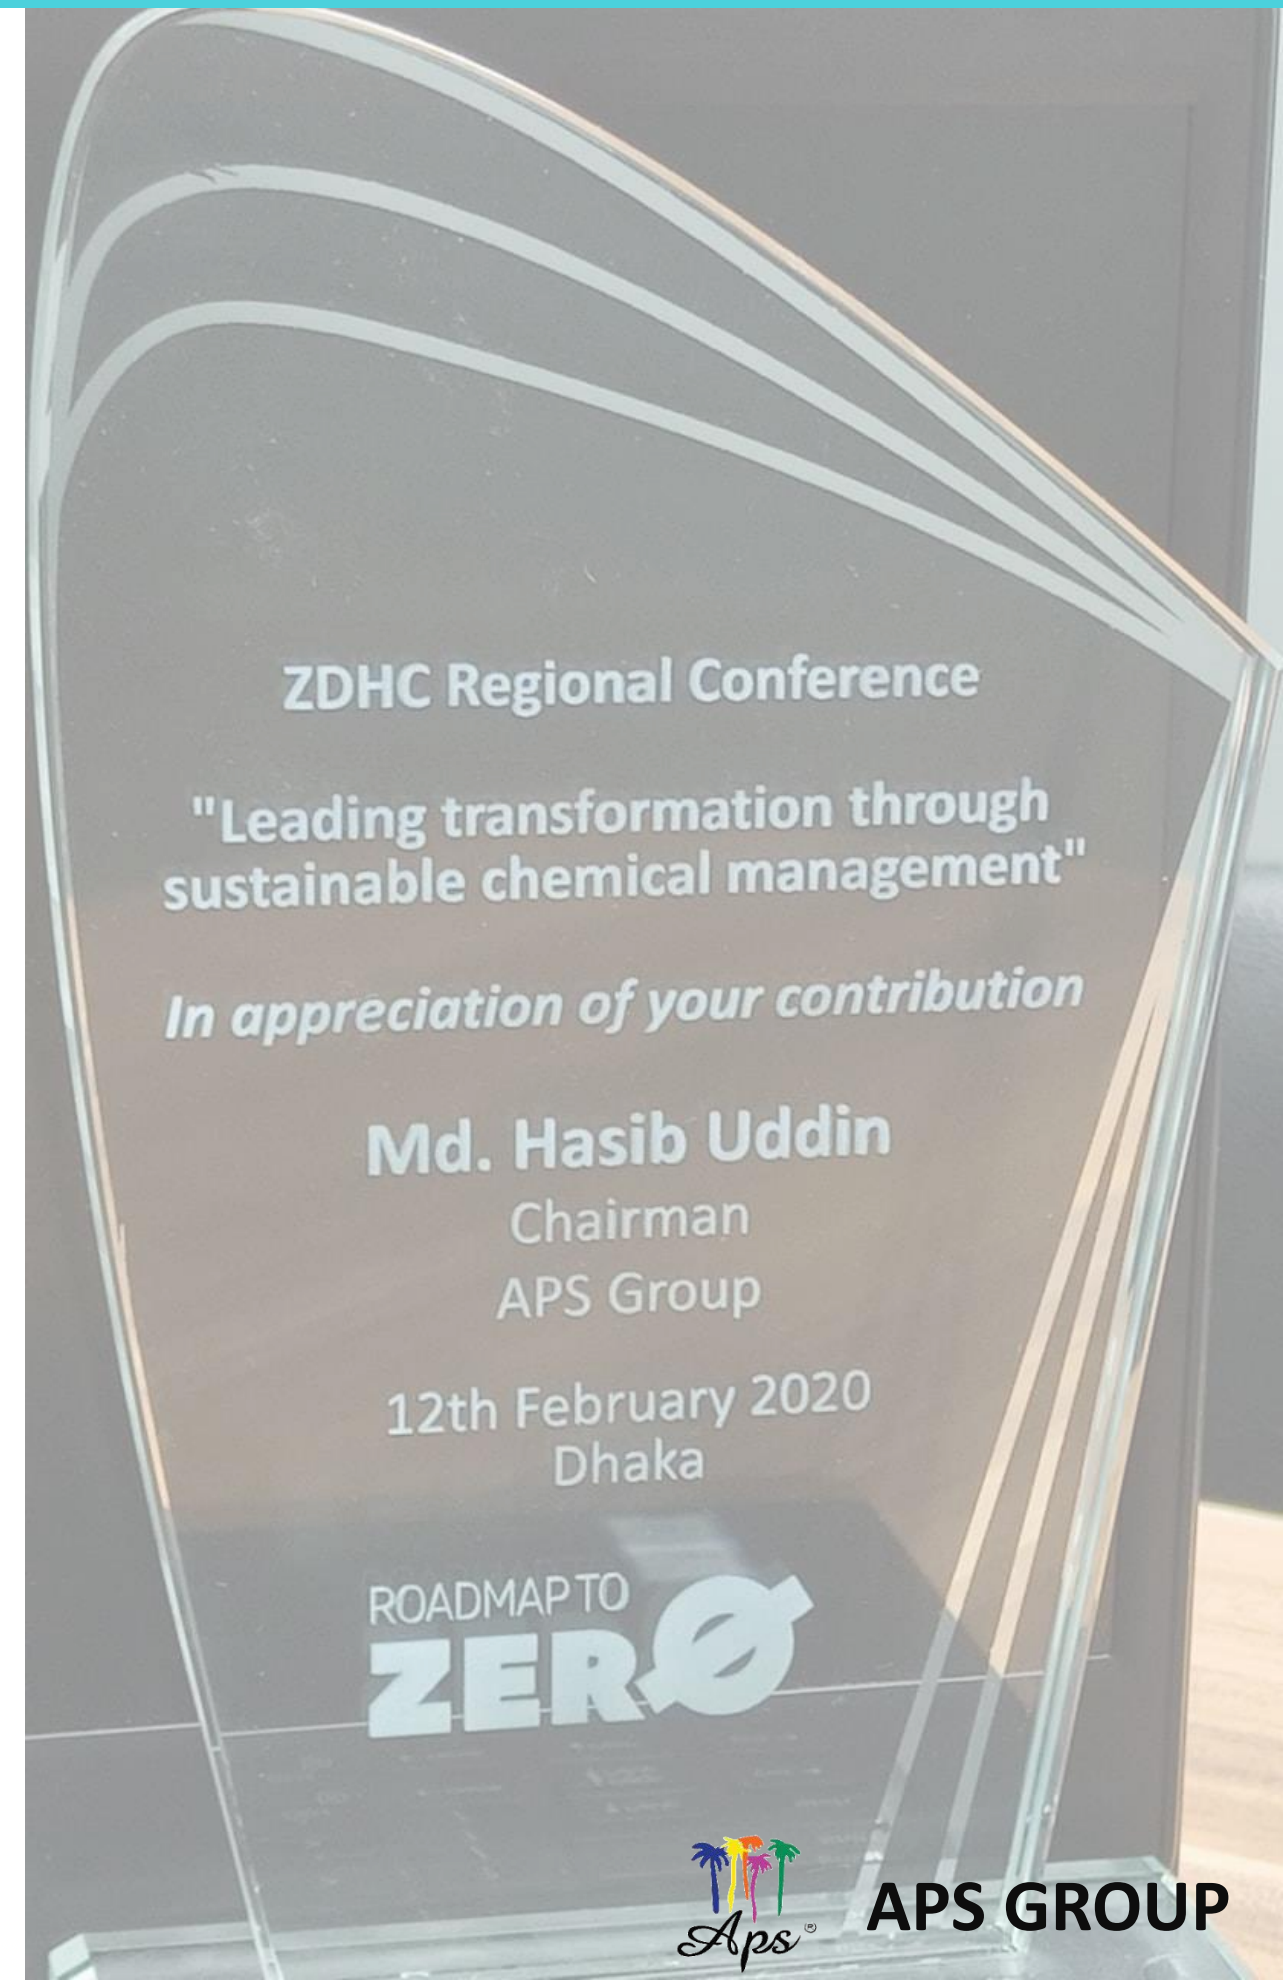 ZDHC Regional Conference
"Leading transformation through
sustainable chemical management"
In appreciation of your contribution
Md. Hasib Uddin
Chairman
APS Group
12th February 2020
Dhaka
ROADMAP TO
ZERØ
Aps®
APS GROUP